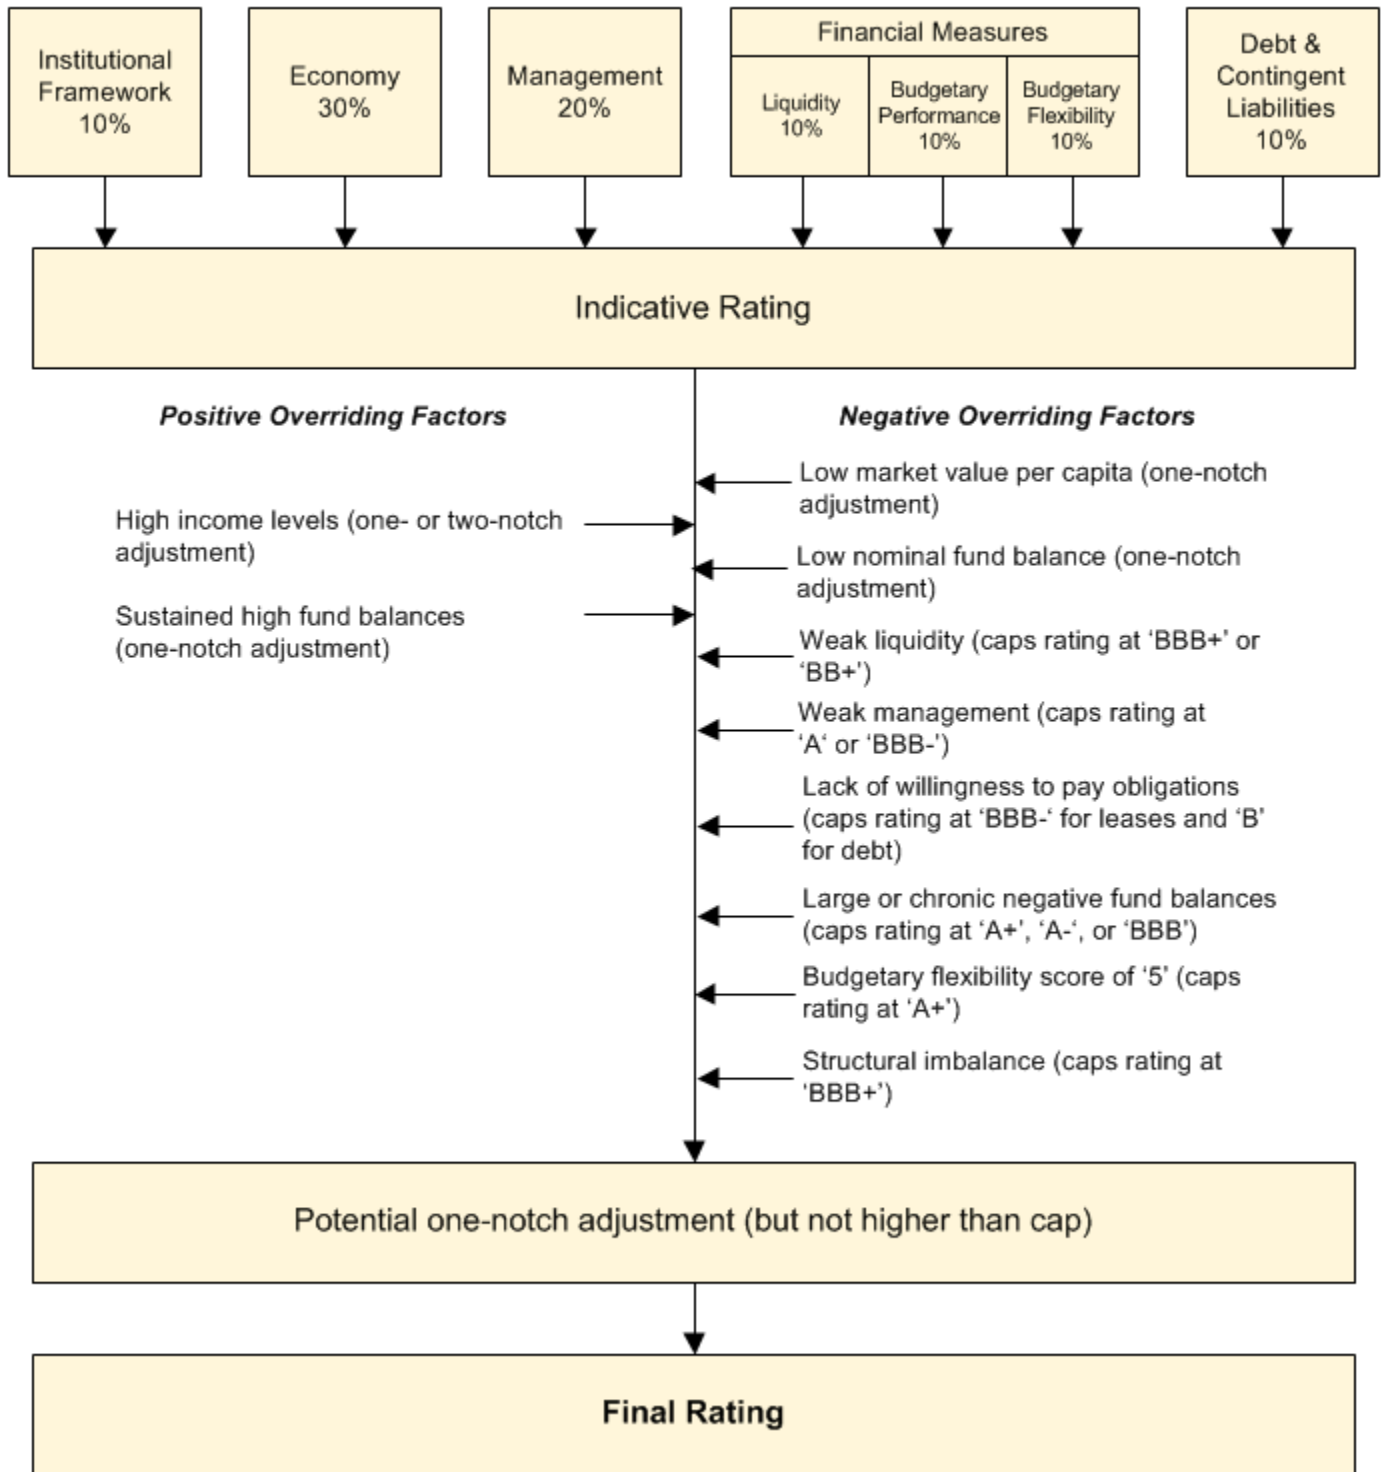 Institutional
Framework
10%
Economy
30%
Management
20%
Financial Measures
Liquidity
10%
Budgetary
Performance
10%
Budgetary
Flexibility
10%
Debt &
Contingent
Liabilities
10%
Indicative Rating
Positive Overriding Factors
High income levels (one- or two-notch
adjustment)
Sustained high fund balances
(one-notch adjustment)
Negative Overriding Factors
Low market value per capita (one-notch
adjustment)
Low nominal fund balance (one-notch
adjustment)
Weak liquidity (caps rating at ‘BBB+’ or
‘BB+’)
Weak management (caps rating at
‘A‘ or ‘BBB-’)
Lack of willingness to pay obligations
(caps rating at ‘BBB-‘ for leases and ‘B’
for debt)
Large or chronic negative fund balances
(caps rating at ‘A+’, ‘A-‘, or ‘BBB’)
Budgetary flexibility score of ‘5’ (caps
rating at ‘A+’)
Structural imbalance (caps rating at
‘BBB+’)
Potential one-notch adjustment (but not higher than cap)
Final Rating